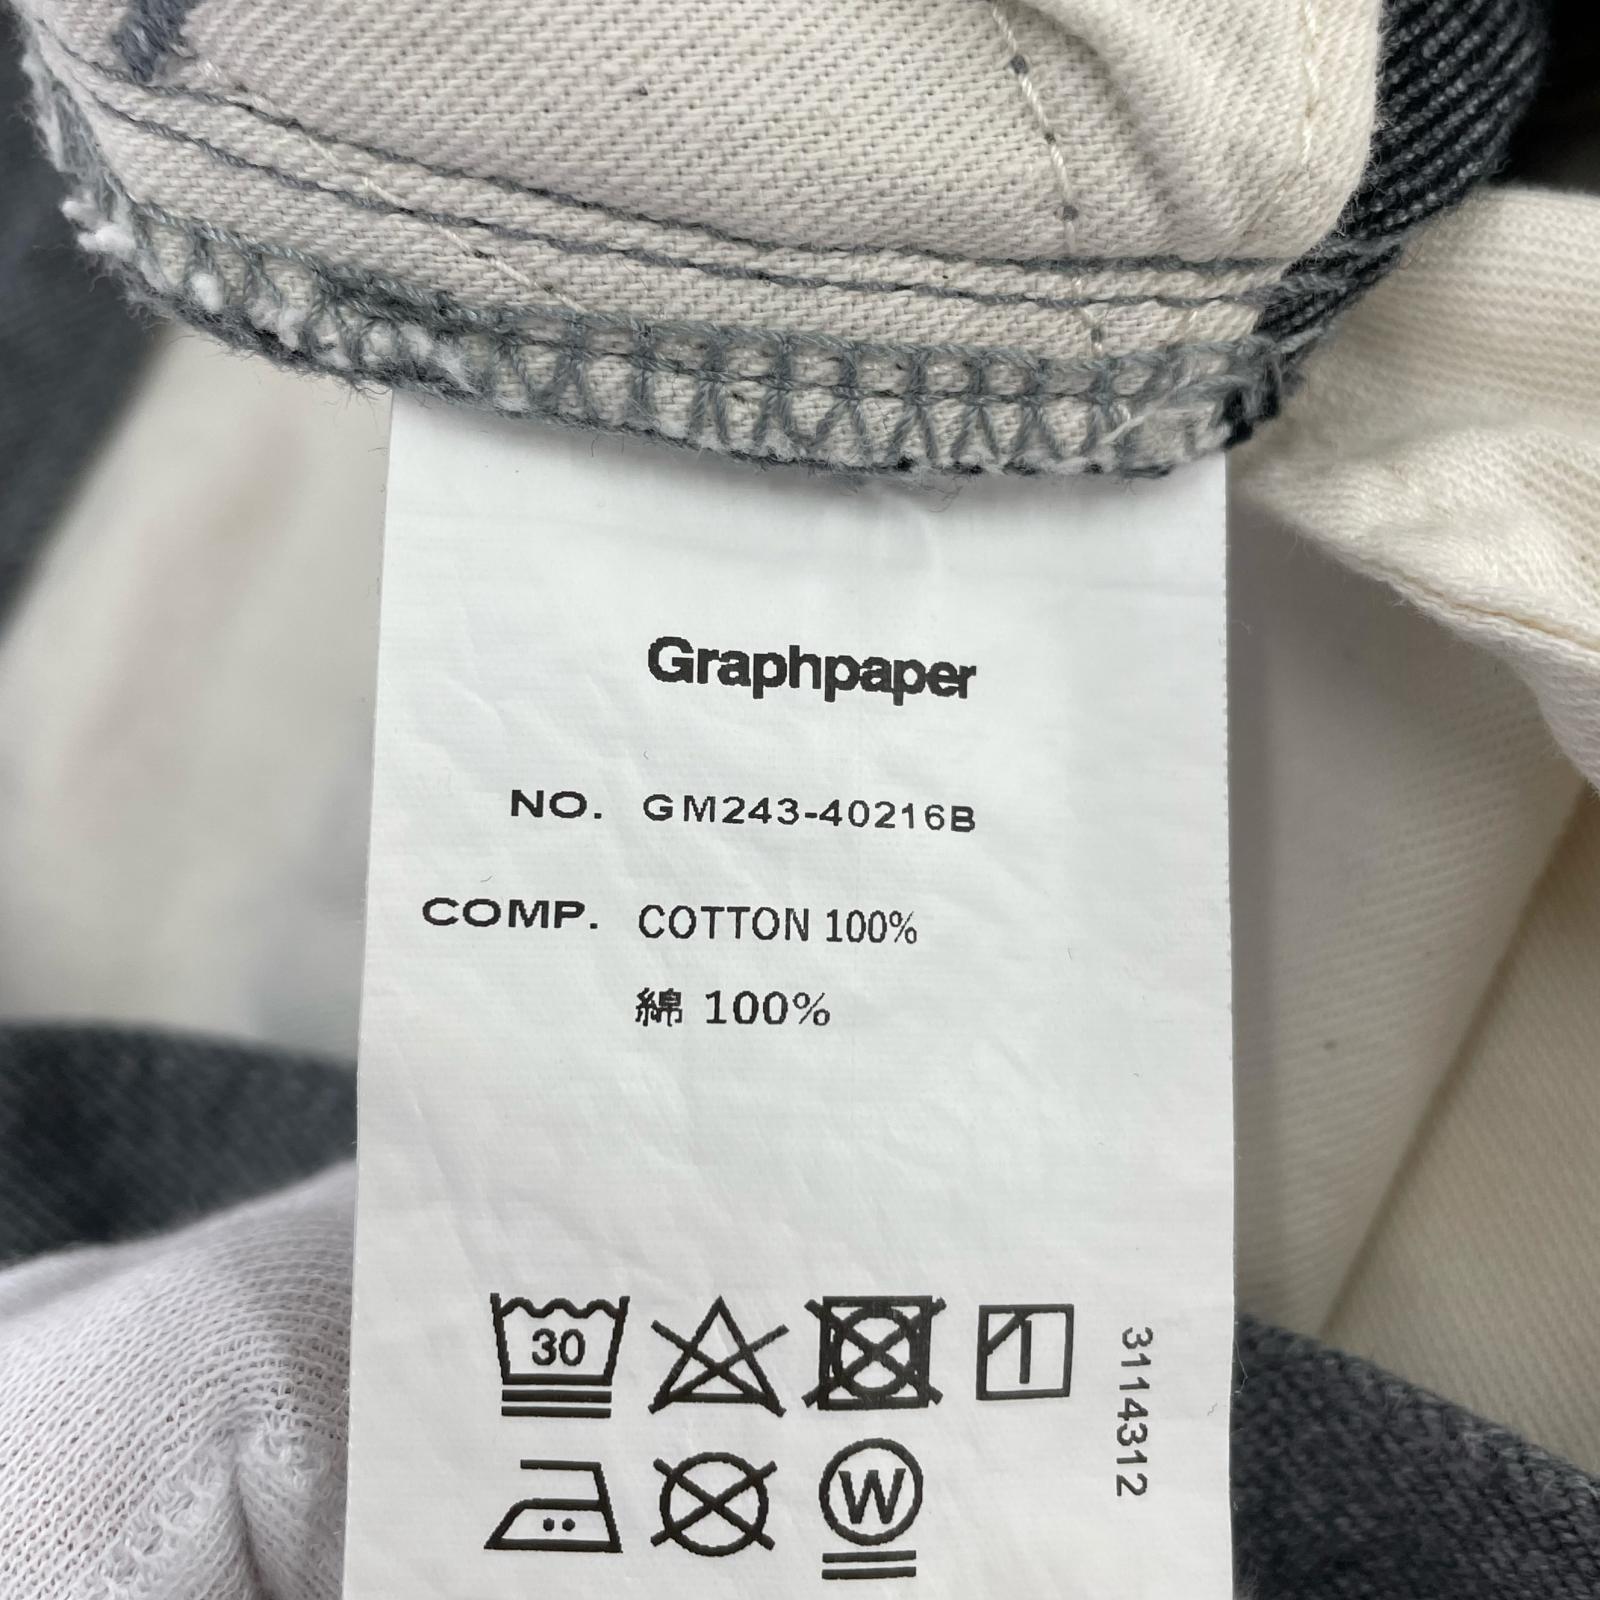 Graphpaper
NO. GM243-40216B
COMP. COTTON 100%
綿 100%
30
W
3114312